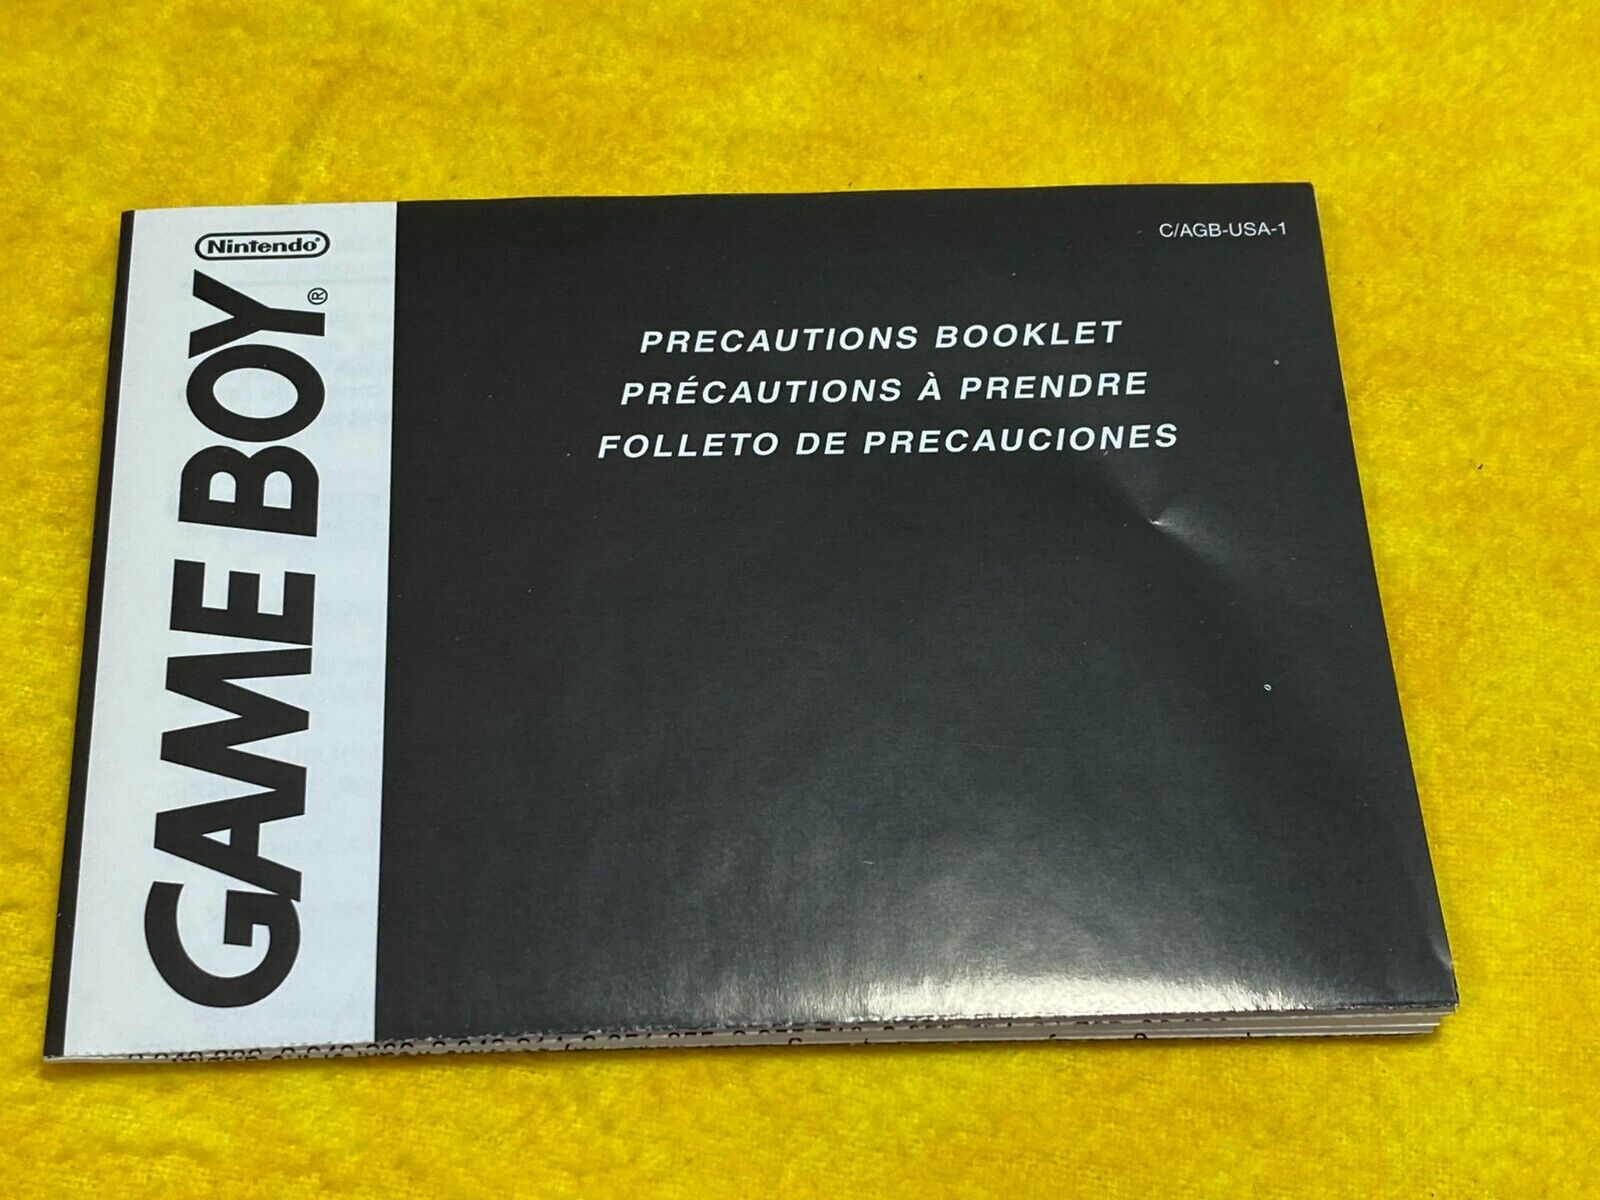 Nintendo®
GAME BOY®
C/AGB-USA-1
PRECAUTIONS BOOKLET
PRÉCAUTIONS À PRENDRE
FOLLETO DE PRECAUCIONES